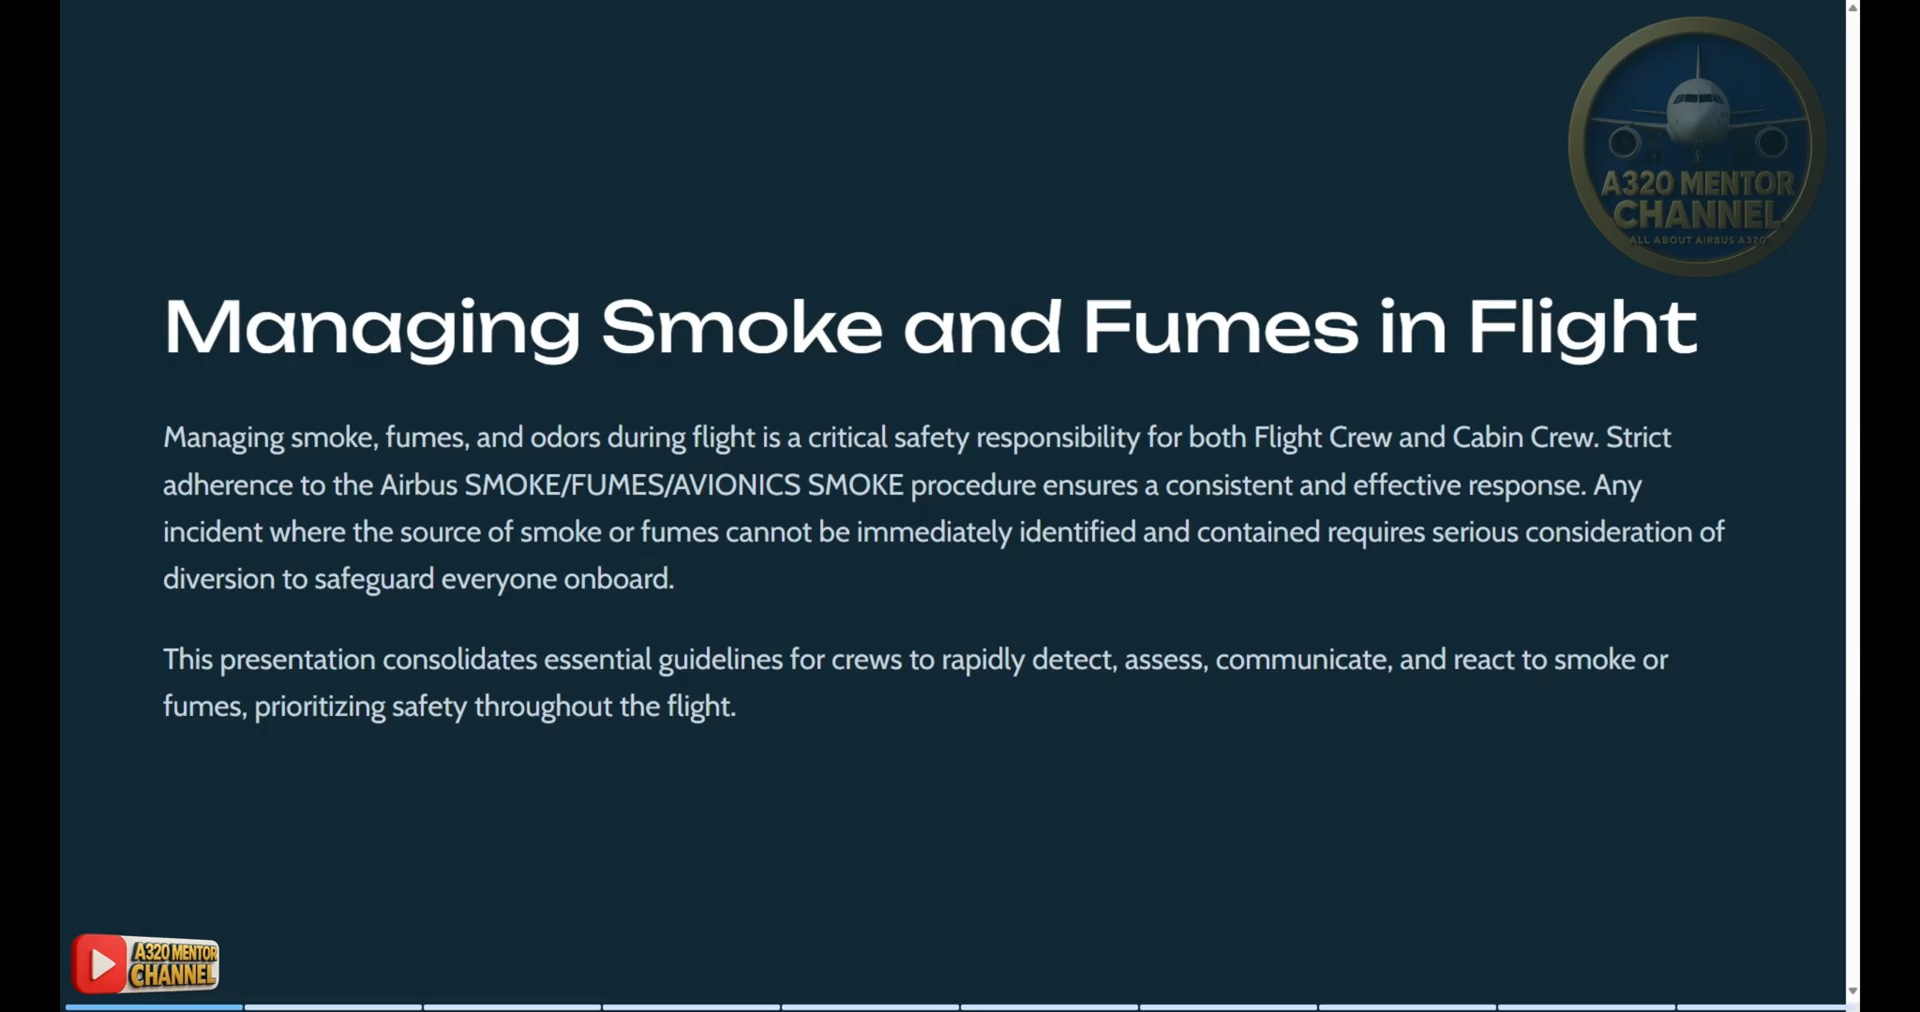 A320 MENTOR
CHANNEL
ALL ABOUT AIRBUS A320
Managing Smoke and Fumes in Flight
Managing smoke, fumes, and odors during flight is a critical safety responsibility for both Flight Crew and Cabin Crew. Strict
adherence to the Airbus SMOKE/FUMES/AVIONICS SMOKE procedure ensures a consistent and effective response. Any
incident where the source of smoke or fumes cannot be immediately identified and contained requires serious consideration of
diversion to safeguard everyone onboard.
This presentation consolidates essential guidelines for crews to rapidly detect, assess, communicate, and react to smoke or
fumes, prioritizing safety throughout the flight.
A320 MENTOR
CHANNEL